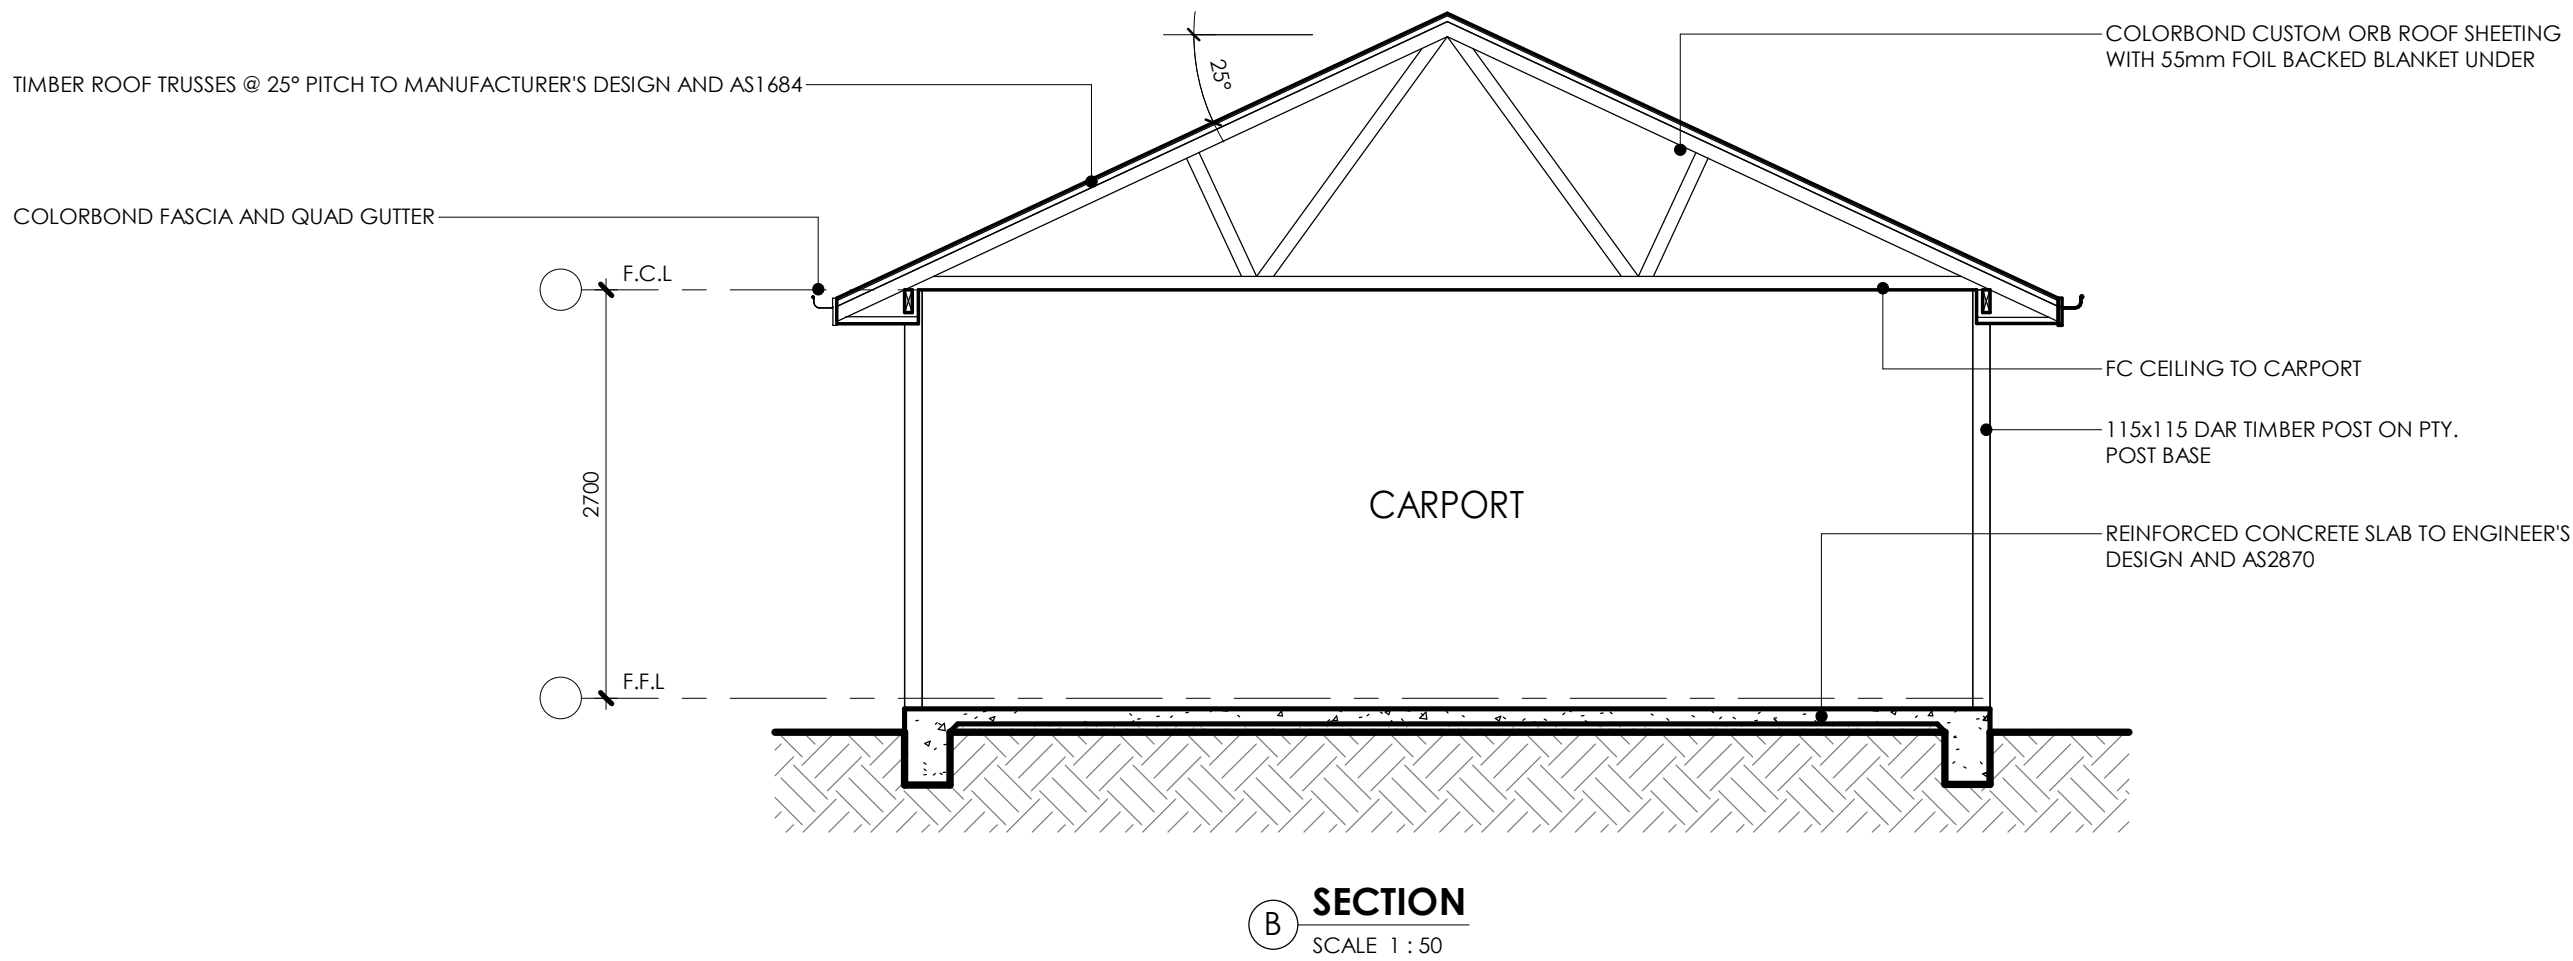 COLORBOND CUSTOM ORB ROOF SHEETING
WITH 55mm FOIL BACKED BLANKET UNDER
25°
TIMBER ROOF TRUSSES @ 25° PITCH TO MANUFACTURER'S DESIGN AND AS1684
COLORBOND FASCIA AND QUAD GUTTER
F.C.L
FC CEILING TO CARPORT
115x115 DAR TIMBER POST ON PTY.
POST BASE
2700
CARPORT
REINFORCED CONCRETE SLAB TO ENGINEER'S
DESIGN AND AS2870
F.F.L
B
SECTION
SCALE 1 : 50